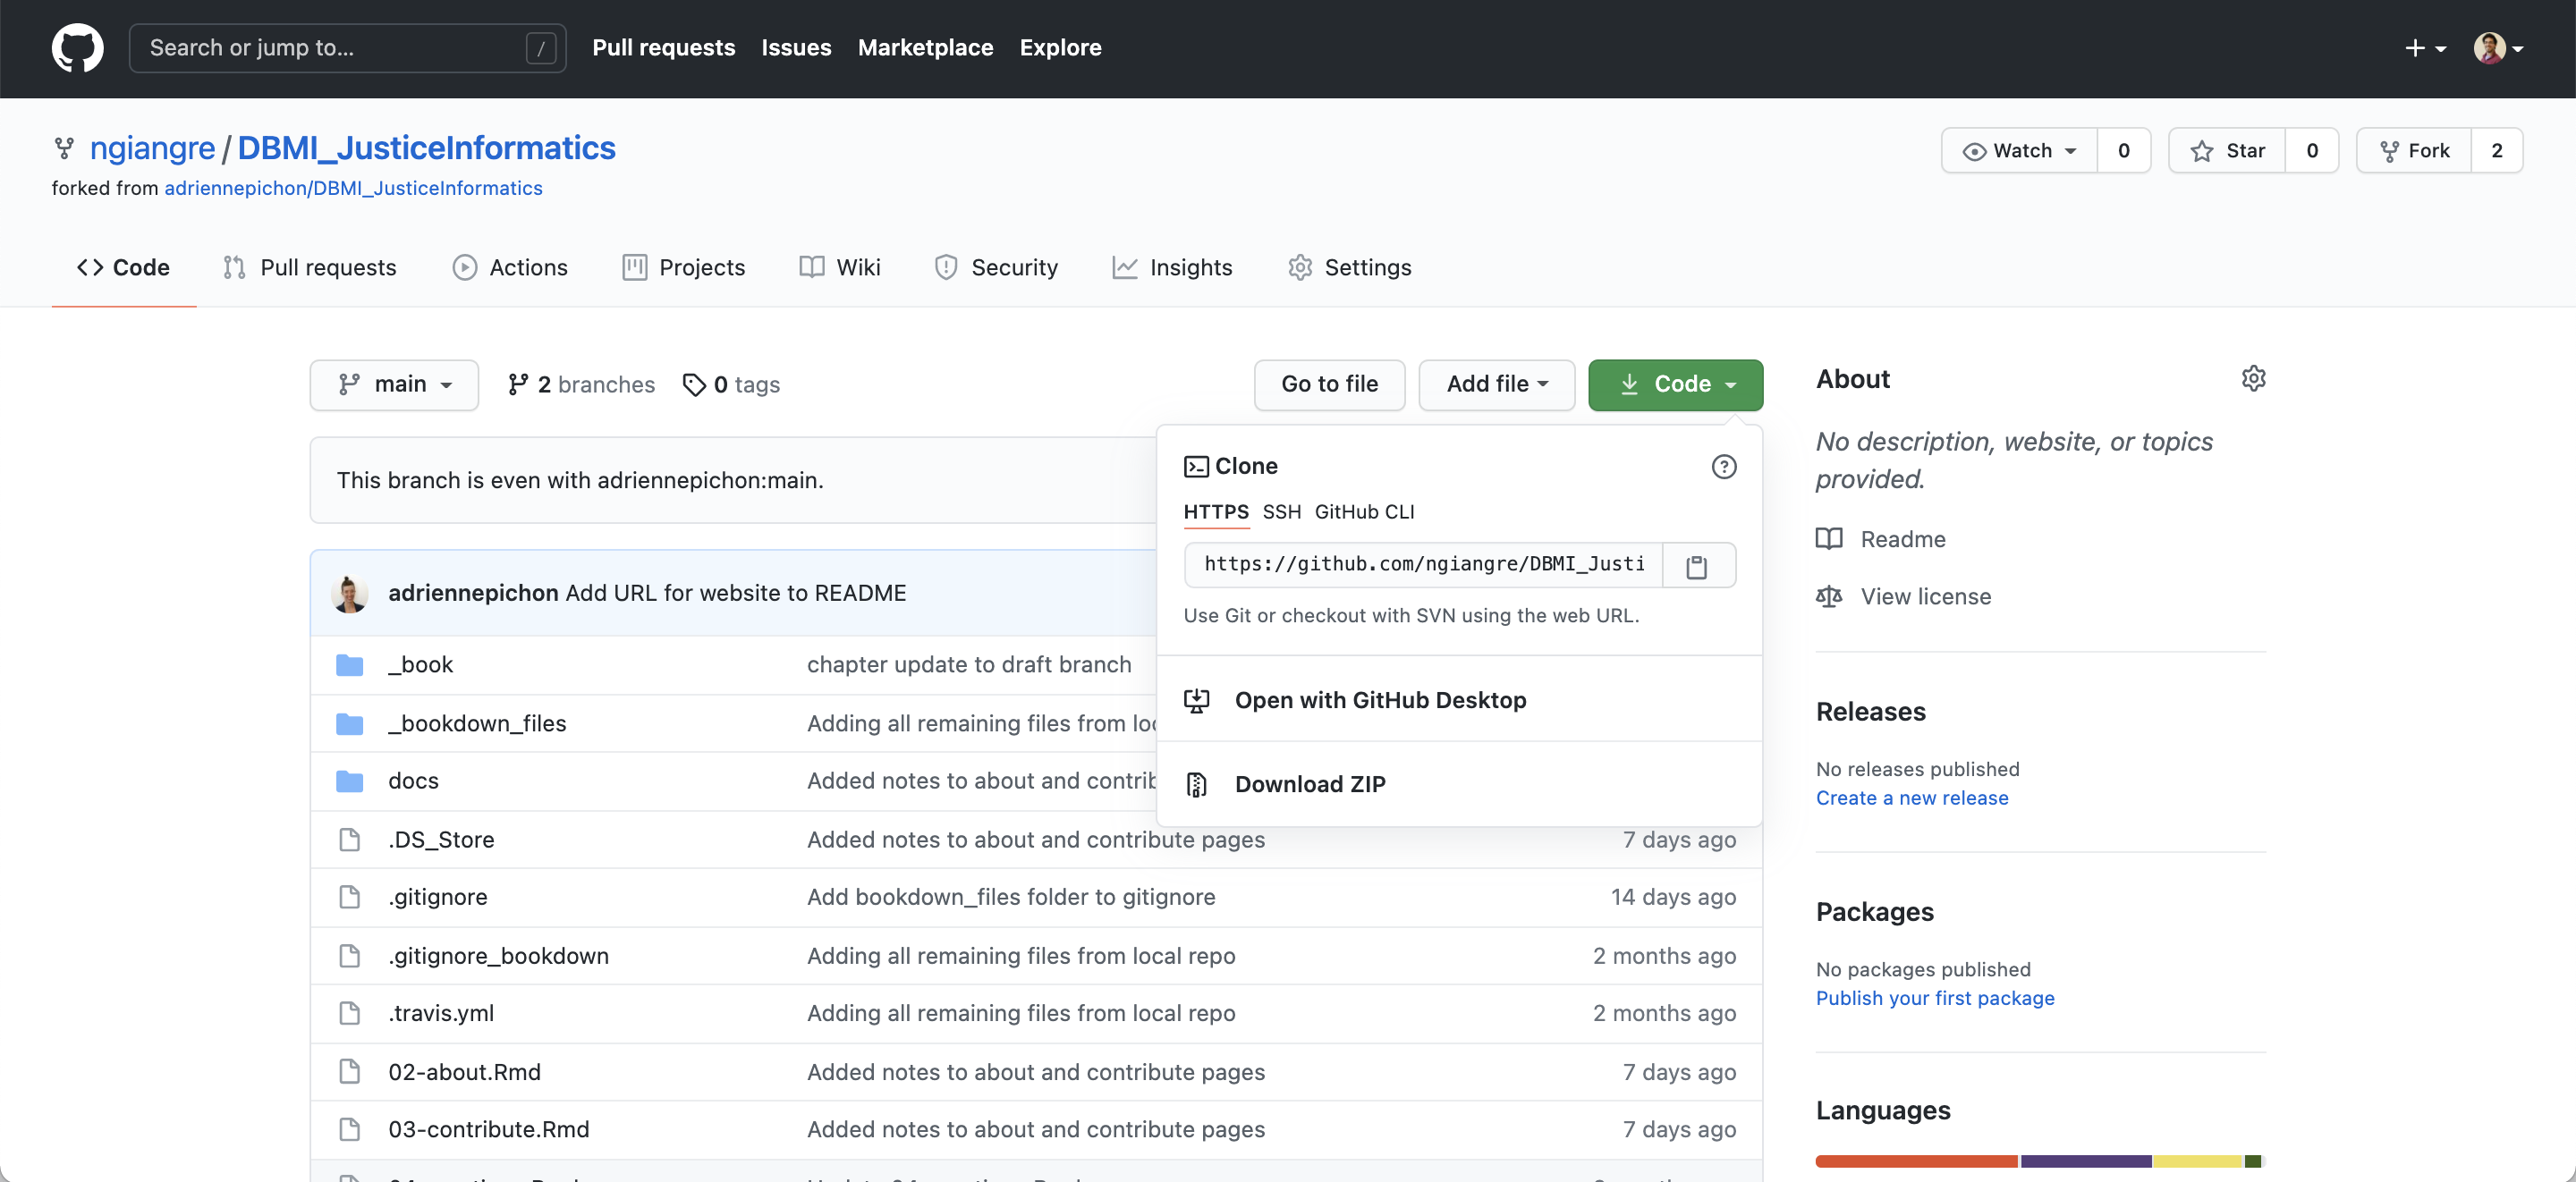 Search or jump to... /
Pull requests Issues Marketplace Explore
ngiangre / DBMI_JusticeInformatics
forked from adriennepichon/DBMI_JusticeInformatics
Watch 0 Star 0 Fork 2
Code Pull requests Actions Projects Wiki Security Insights Settings
main 2 branches 0 tags
Go to file Add file Code
This branch is even with adriennepichon:main.
Clone
HTTPS SSH GitHub CLI
https://github.com/ngiangre/DBMI_Justi
Use Git or checkout with SVN using the web URL.
Open with GitHub Desktop
Download ZIP
adriennepichon Add URL for website to README
_book chapter update to draft branch
_bookdown_files Adding all remaining files from loc
docs Added notes to about and contrib
.DS_Store Added notes to about and contribute pages 7 days ago
.gitignore Add bookdown_files folder to gitignore 14 days ago
.gitignore_bookdown Adding all remaining files from local repo 2 months ago
.travis.yml Adding all remaining files from local repo 2 months ago
02-about.Rmd Added notes to about and contribute pages 7 days ago
03-contribute.Rmd Added notes to about and contribute pages 7 days ago
About
No description, website, or topics
provided.
Readme
View license
Releases
No releases published
Create a new release
Packages
No packages published
Publish your first package
Languages